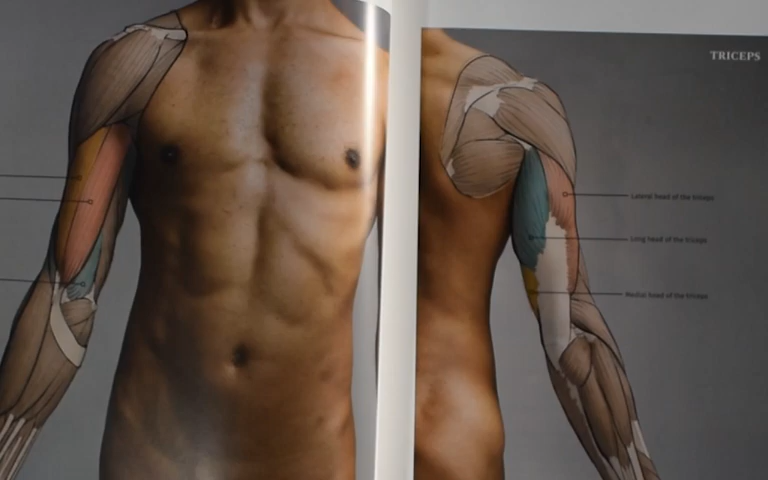 TRICEPS
Lateral head of the triceps
Long head of the triceps
Medial head of the triceps